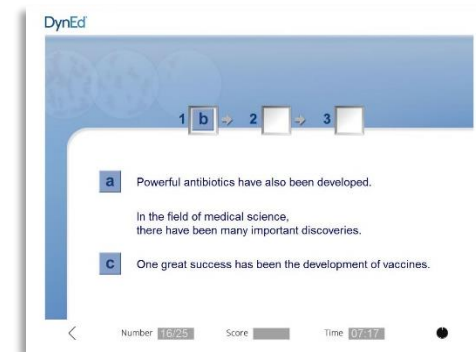 DynEd
1 b 2 3
a Powerful antibiotics have also been developed.
In the field of medical science,
there have been many important discoveries.
c One great success has been the development of vaccines.
Number 16/25 Score Time 07:17